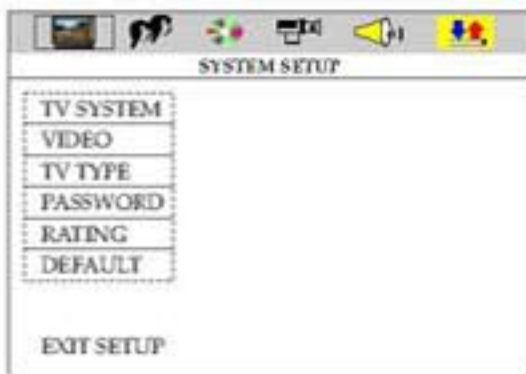 SYSTEM SETUP
TV SYSTEM
VIDEO
TV TYPE
PASSWORD
RATING
DEFAULT
EXIT SETUP